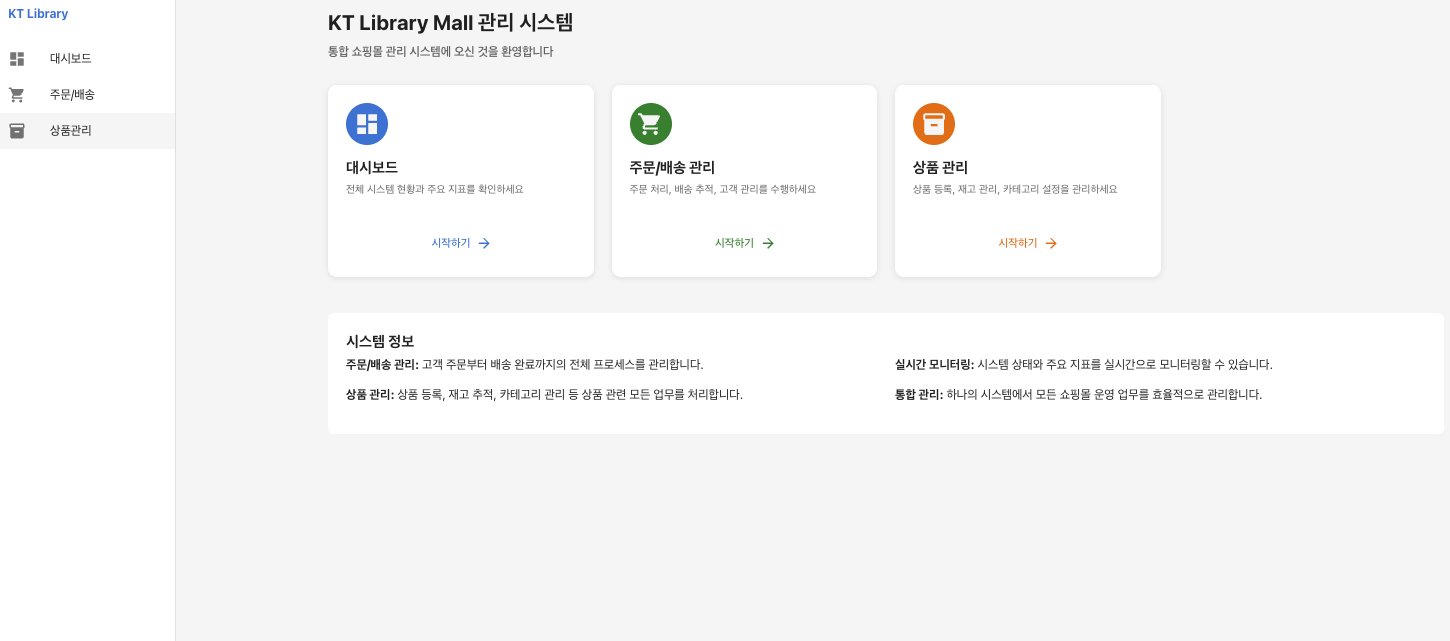 KT Library
대시보드
주문/배송
상품관리
KT Library Mall 관리 시스템
통합 쇼핑몰 관리 시스템에 오신 것을 환영합니다
대시보드
전체 시스템 현황과 주요 지표를 확인하세요
시작하기
주문/배송 관리
주문 처리, 배송 추적, 고객 관리를 수행하세요
시작하기
상품 관리
상품 등록, 재고 관리, 카테고리 설정을 관리하세요
시작하기
시스템 정보
주문/배송 관리: 고객 주문부터 배송 완료까지의 전체 프로세스를 관리합니다.
실시간 모니터링: 시스템 상태와 주요 지표를 실시간으로 모니터링할 수 있습니다.
상품 관리: 상품 등록, 재고 추적, 카테고리 관리 등 상품 관련 모든 업무를 처리합니다.
통합 관리: 하나의 시스템에서 모든 쇼핑몰 운영 업무를 효율적으로 관리합니다.